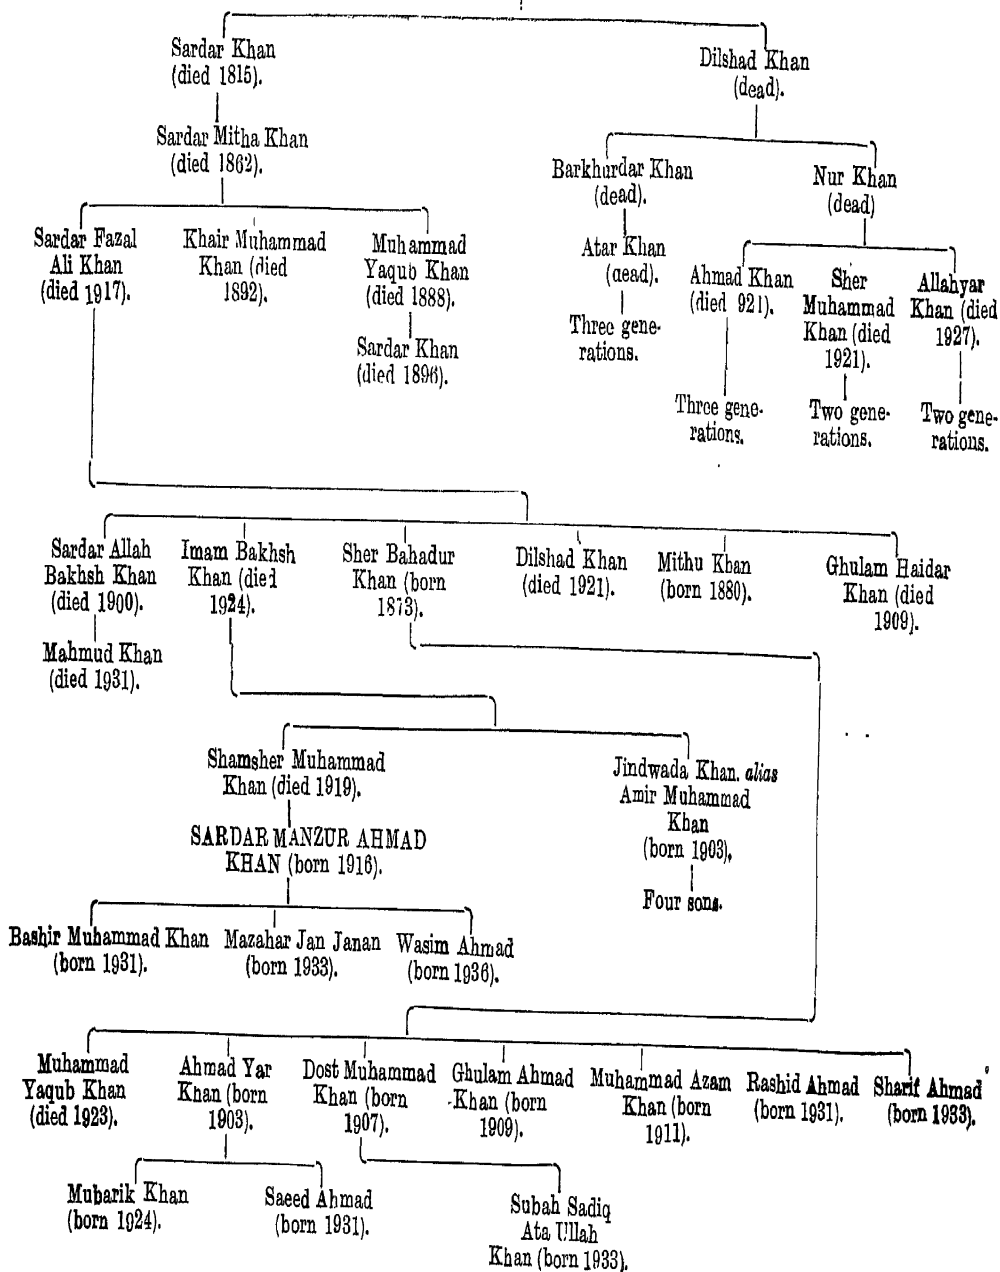 Sardar Khan
(died 1815).
Dilshad Khan
(dead).
Sardar Mitha Khan
(died 1862).
Barkhurdar Khan
(dead).
Nur Khan
(dead)
Sardar Fazal
Ali Khan
(died 1917).
Khair Muhammad
Khan (died
1892).
Muhammad
Yaqub Khan
(died 1888).
Sardar Khan
(died 1896).
Atar Khan
(dead).
Three gene-
rations.
Ahmad Khan
(died 921).
Three gene-
rations.
Sher
Muhammad
Khan (died
1921).
Two gene-
rations.
Allahyar
Khan (died
1927).
Two gene-
rations.
Sardar Allah
Bakhsh Khan
(died 1900).
Mahmud Khan
(died 1931).
Imam Bakhsh
Khan (died
1924).
Sher Bahadur
Khan (born
1873).
Dilshad Khan
(died 1921).
Mithu Khan
(born 1880).
Ghulam Haidar
Khan (died
1909).
Shamsher Muhammad
Khan (died 1919).
SARDAR MANZUR AHMAD
KHAN (born 1916).
Jindwada Khan. alias
Amir Muhammad
Khan
(born 1903).
Four sons.
Bashir Muhammad Khan
(born 1931).
Mazahar Jan Janan
(born 1933).
Wasim Ahmad
(born 1936).
Muhammad
Yaqub Khan
(died 1923).
Ahmad Yar
Khan (born
1903).
Dost Muhammad
Khan (born
1907).
Ghulam Ahmad
Khan (born
1909).
Muhammad Azam
Khan (born
1911).
Rashid Ahmad
(born 1931).
Sharif Ahmad
(born 1933).
Mubarik Khan
(born 1924).
Saeed Ahmad
(born 1931).
Subah Sadiq
Ata Ullah
Khan (born 1933).